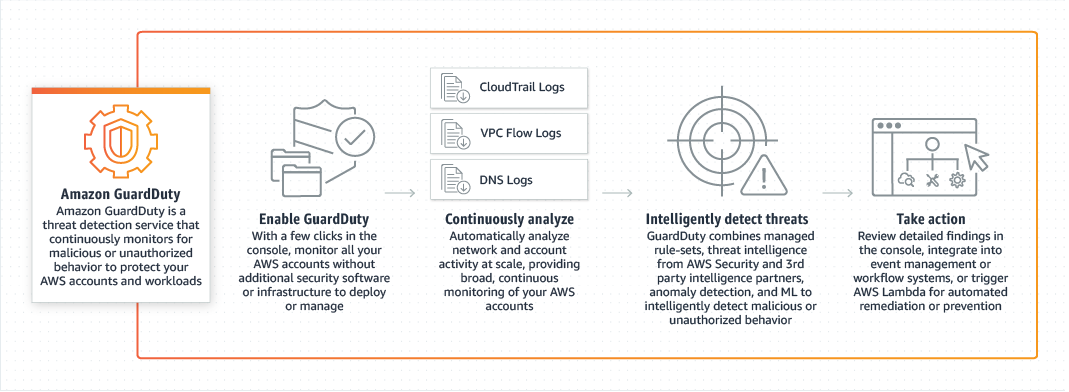 Amazon GuardDuty
Amazon GuardDuty is a
threat detection service that
continuously monitors for
malicious or unauthorized
behavior to protect your
AWS accounts and workloads
Enable GuardDuty
With a few clicks in the
console, monitor all your
AWS accounts without
additional security software
or infrastructure to deploy
or manage
CloudTrail Logs
VPC Flow Logs
DNS Logs
Continuously analyze
Automatically analyze
network and account
activity at scale, providing
broad, continuous
monitoring of your AWS
accounts
Intelligently detect threats
GuardDuty combines managed
rule-sets, threat intelligence
from AWS Security and 3rd
party intelligence partners,
anomaly detection, and ML to
intelligently detect malicious or
unauthorized behavior
Take action
Review detailed findings in
the console, integrate into
event management or
workflow systems, or trigger
AWS Lambda for automated
remediation or prevention